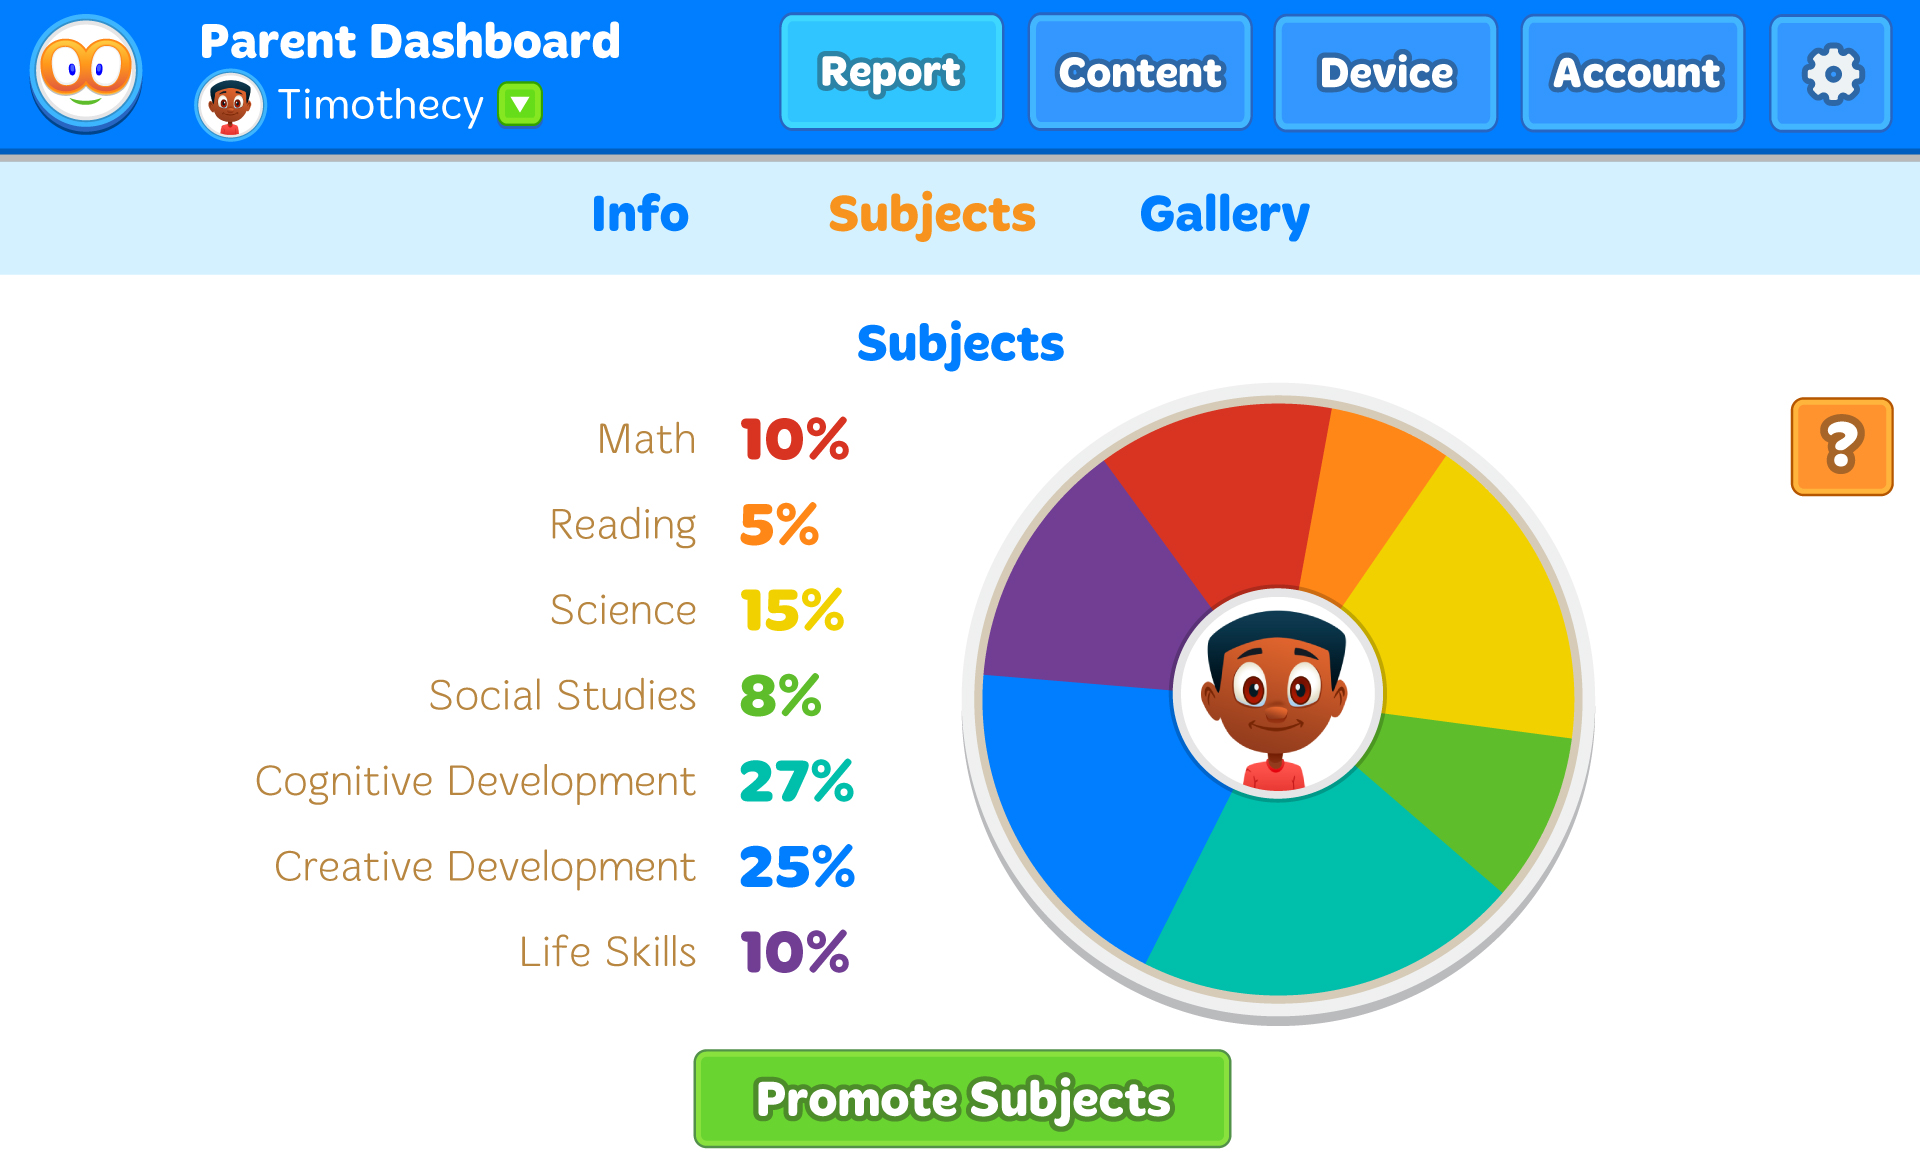 Parent Dashboard
Timothecy
Report
Content
Device
Account
Info
Subjects
Gallery
Subjects
Math 10%
Reading 5%
Science 15%
Social Studies 8%
Cognitive Development 27%
Creative Development 25%
Life Skills 10%
?
Promote Subjects